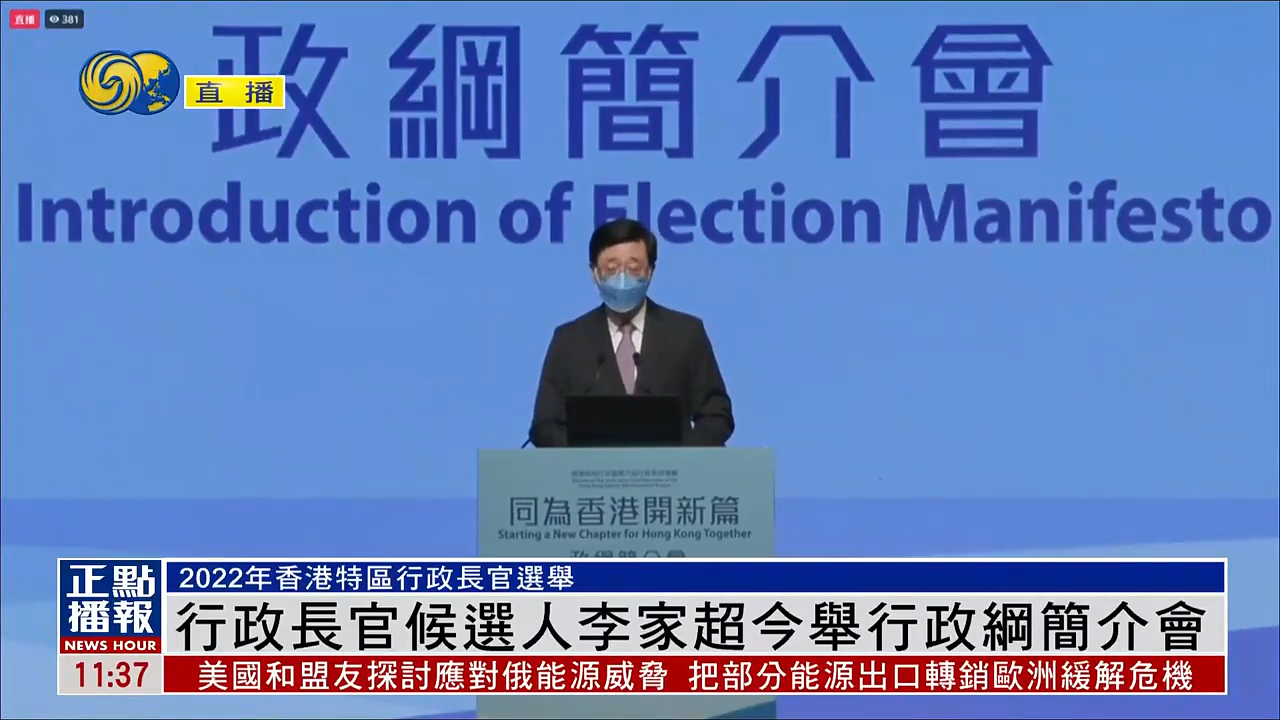 直播 381
直播
政綱簡介會
Introduction of Election Manifesto
同為香港開新篇
Starting a New Chapter for Hong Kong Together
政綱簡介會
正點播報
NEWS HOUR
11:37
2022年香港特區行政長官選舉
行政長官候選人李家超今舉行政綱簡介會
美國和盟友探討應對俄能源威脅 把部分能源出口轉銷歐洲緩解危機